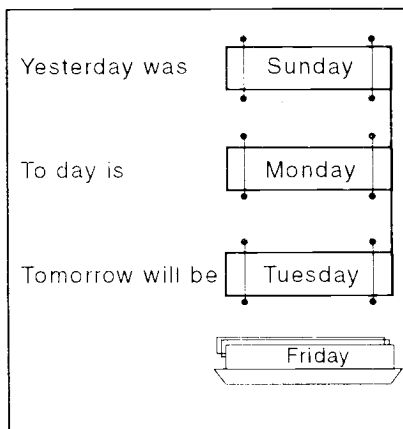 Yesterday was Sunday
To day is Monday
Tomorrow will be Tuesday
Friday